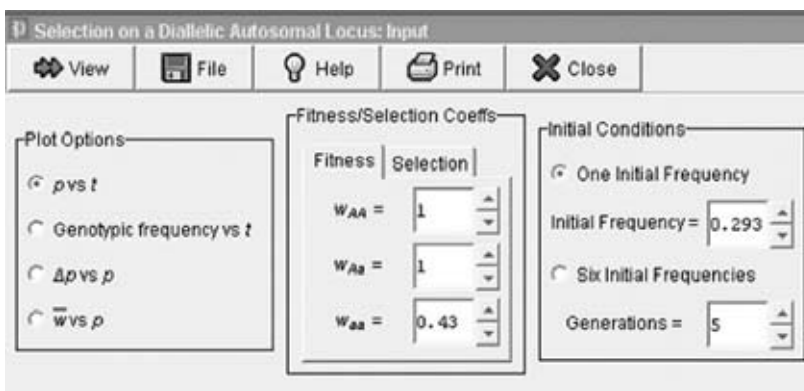 Selection on a Diallelic Autosomal Locus: Input
View File Help Print Close
Plot Options
p vs t
Genotypic frequency vs t
Δp vs p
w̅ vs p
Fitness/Selection Coeffs
Fitness Selection
wAA = 1
wAa = 1
waa = 0.43
Initial Conditions
One Initial Frequency
Initial Frequency = 0.293
Six Initial Frequencies
Generations = 5